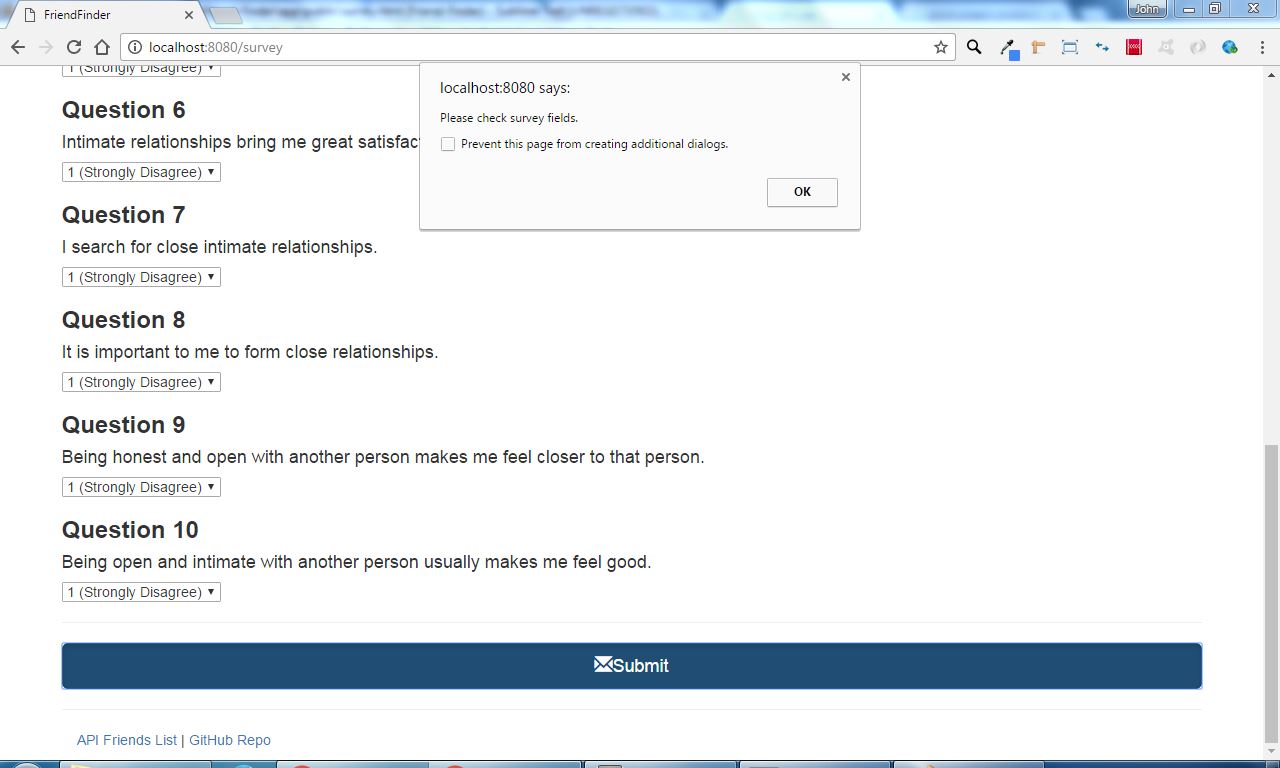 FriendFinder
John
localhost:8080/survey
1 (Strongly Disagree)
localhost:8080 says:
Please check survey fields.
Prevent this page from creating additional dialogs.
OK
Question 6
Intimate relationships bring me great
1 (Strongly Disagree)
Question 7
I search for close intimate relationships.
1 (Strongly Disagree)
Question 8
It is important to me to form close relationships.
1 (Strongly Disagree)
Question 9
Being honest and open with another person makes me feel closer to that person.
1 (Strongly Disagree)
Question 10
Being open and intimate with another person usually makes me feel good.
1 (Strongly Disagree)
Submit
API Friends List | GitHub Repo